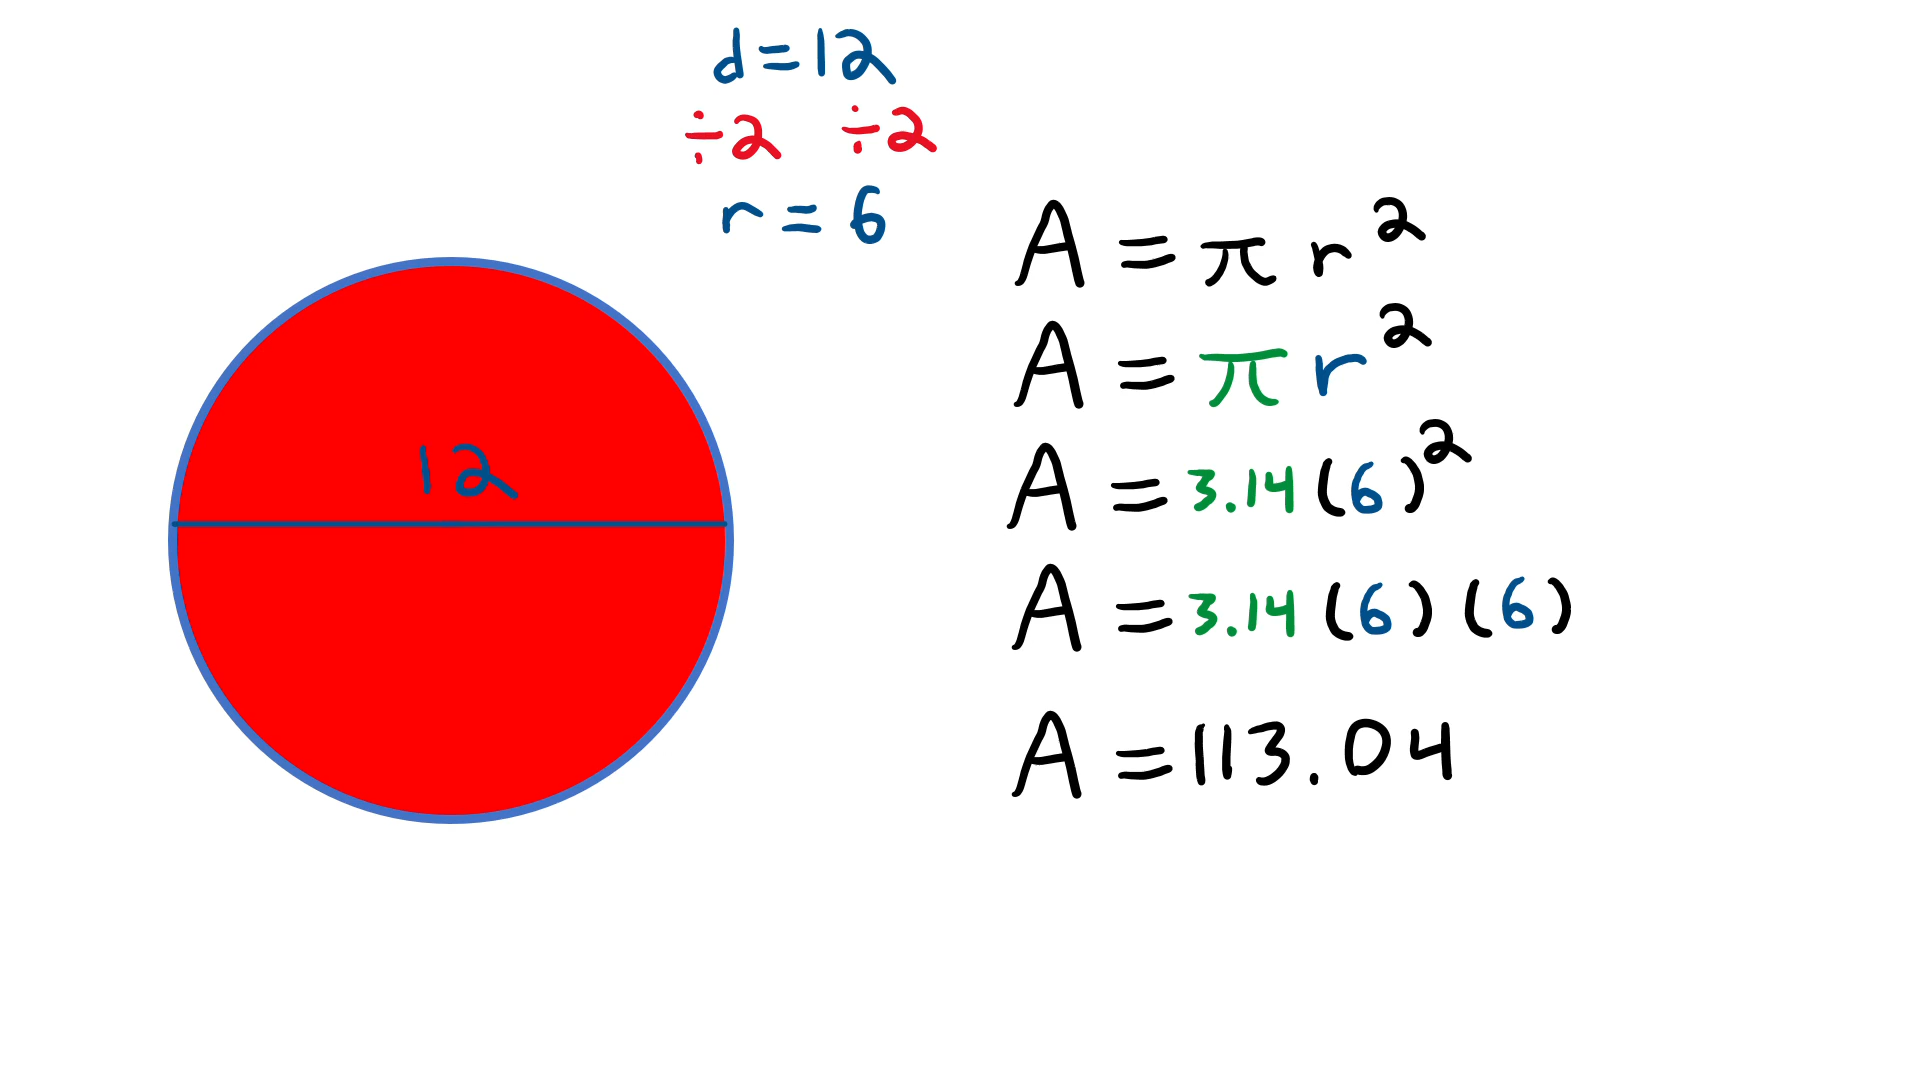 d=12
÷2 ÷2
r=6
12
A=πr²
A=πr²
A=3.14(6)²
A=3.14(6)(6)
A=113.04